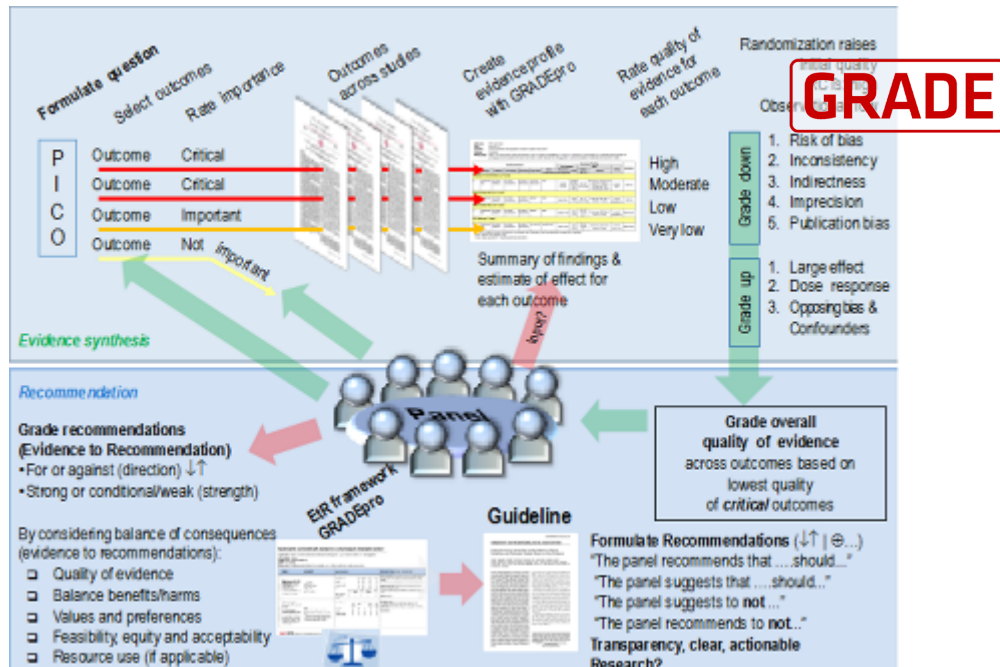 Formulate question
Select outcomes
Rate importance
Outcomes
across studies
Create
evidence profile
with GRADEpro
Rate quality of
evidence for
each outcome
Randomization raises
initial quality
GRADE
P
I
C
O
Outcome Critical
Outcome Critical
Outcome Important
Outcome Not important
High
Moderate
Low
Very low
Summary of findings &
estimate of effect for
each outcome
Grade down
1. Risk of bias
2. Inconsistency
3. Indirectness
4. Imprecision
5. Publication bias
Grade up
1. Large effect
2. Dose response
3. Opposing bias &
Confounders
Evidence synthesis
Recommendation
Panel
Grade recommendations
(Evidence to Recommendation)
•For or against (direction) ↓↑
•Strong or conditional/weak (strength)
By considering balance of consequences
(evidence to recommendations):
❑ Quality of evidence
❑ Balance benefits/harms
❑ Values and preferences
❑ Feasibility, equity and acceptability
❑ Resource use (if applicable)
EtR framework
GRADEpro
Guideline
Grade overall
quality of evidence
across outcomes based on
lowest quality
of critical outcomes
Formulate Recommendations (↓↑ | ⊕...)
"The panel recommends that ....should..."
"The panel suggests that ....should..."
"The panel suggests to not ..."
"The panel recommends to not.."
Transparency, clear, actionable
Research?